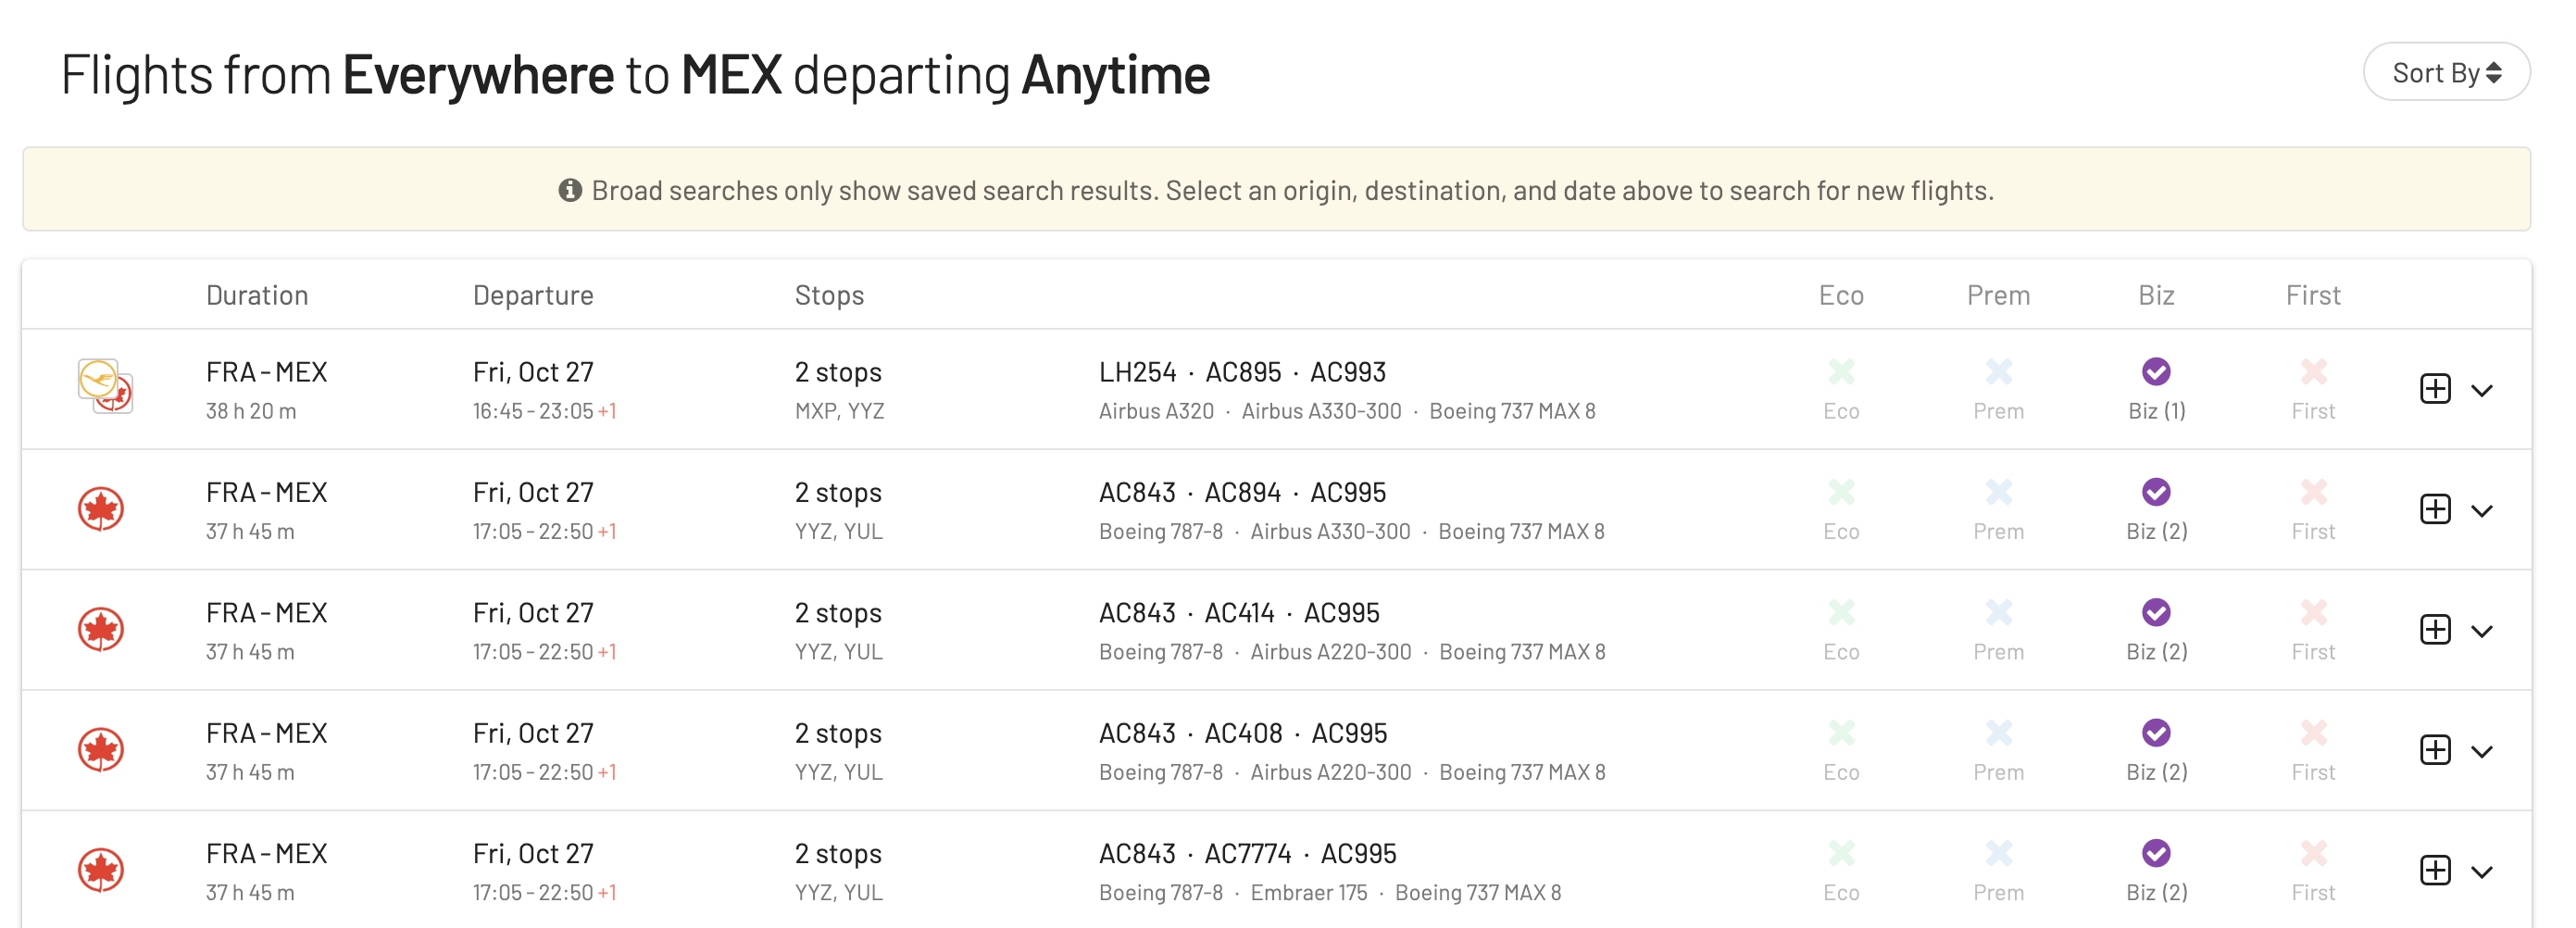 Flights from Everywhere to MEX departing Anytime
Sort By
Broad searches only show saved search results. Select an origin, destination, and date above to search for new flights.
Duration Departure Stops Eco Prem Biz First
FRA - MEX Fri, Oct 27 2 stops LH254 · AC895 · AC993
38 h 20 m 16:45 - 23:05 +1 MXP, YYZ Airbus A320 · Airbus A330-300 · Boeing 737 MAX 8 Eco Prem Biz (1) First
FRA - MEX Fri, Oct 27 2 stops AC843 · AC894 · AC995
37 h 45 m 17:05 - 22:50 +1 YYZ, YUL Boeing 787-8 · Airbus A330-300 · Boeing 737 MAX 8 Eco Prem Biz (2) First
FRA - MEX Fri, Oct 27 2 stops AC843 · AC414 · AC995
37 h 45 m 17:05 - 22:50 +1 YYZ, YUL Boeing 787-8 · Airbus A220-300 · Boeing 737 MAX 8 Eco Prem Biz (2) First
FRA - MEX Fri, Oct 27 2 stops AC843 · AC408 · AC995
37 h 45 m 17:05 - 22:50 +1 YYZ, YUL Boeing 787-8 · Airbus A220-300 · Boeing 737 MAX 8 Eco Prem Biz (2) First
FRA - MEX Fri, Oct 27 2 stops AC843 · AC7774 · AC995
37 h 45 m 17:05 - 22:50 +1 YYZ, YUL Boeing 787-8 · Embraer 175 · Boeing 737 MAX 8 Eco Prem Biz (2) First